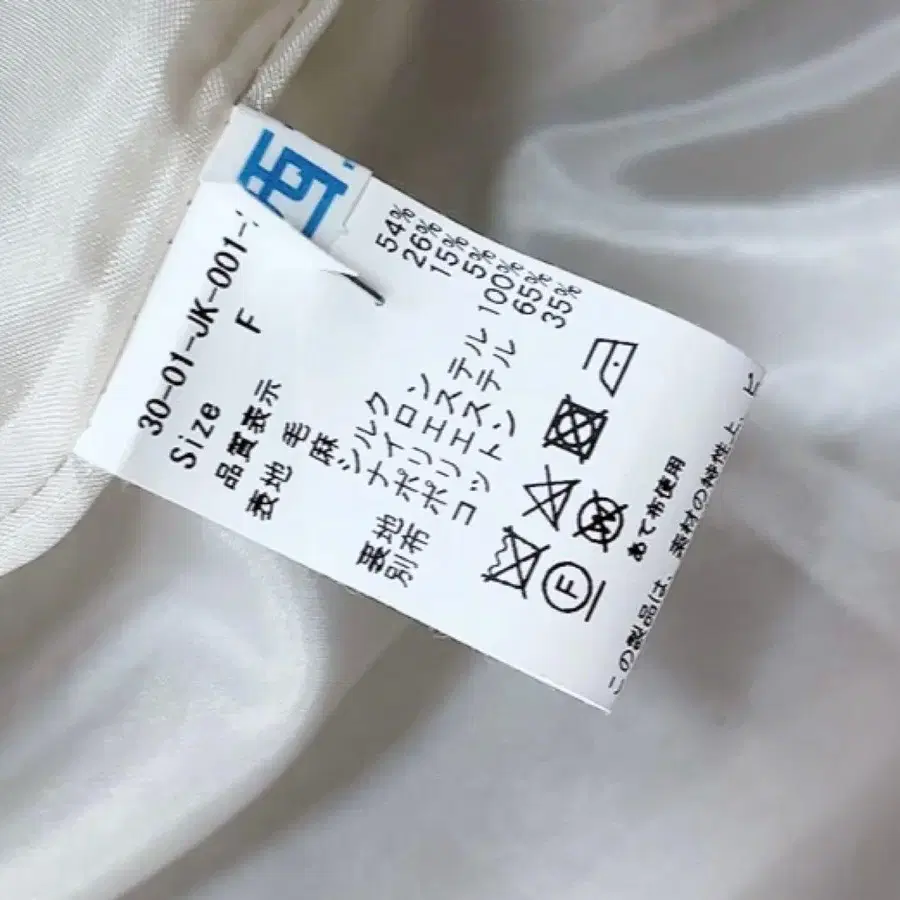 30-01-JK-001-
Size F
品質表示
表地 毛 54%
麻 26%
シルク 15%
ナイロン 5%
裏地 ポリエステル 100%
別布 ポリエステル 65%
コットン 35%
あて布使用
この製品は、素材の特性上、ピ